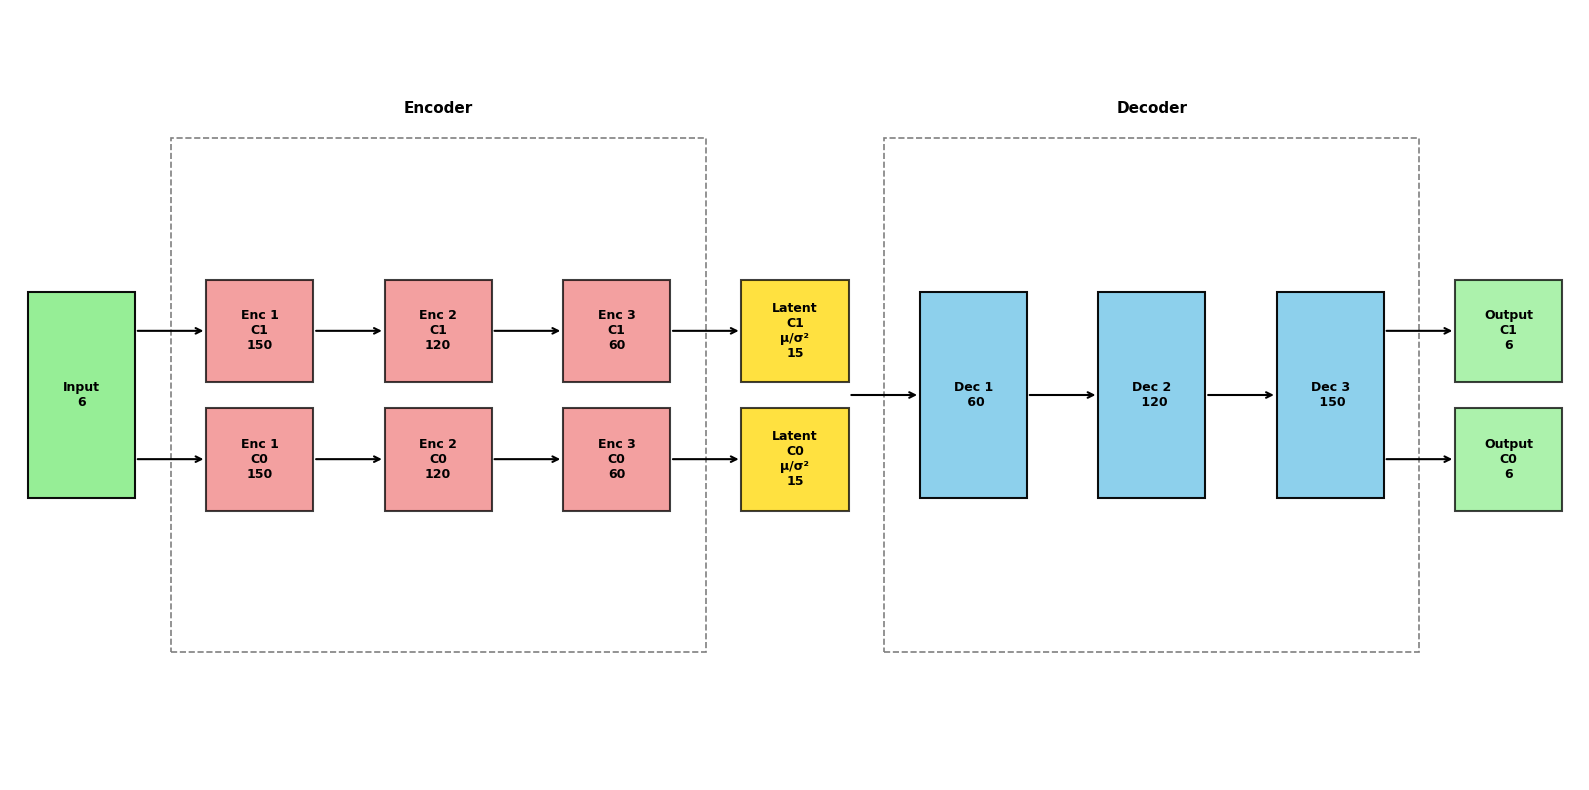 Encoder
Decoder
Input
6
Enc 1
C1
150
Enc 2
C1
120
Enc 3
C1
60
Latent
C1
μ/σ²
15
Enc 1
C0
150
Enc 2
C0
120
Enc 3
C0
60
Latent
C0
μ/σ²
15
Dec 1
60
Dec 2
120
Dec 3
150
Output
C1
6
Output
C0
6